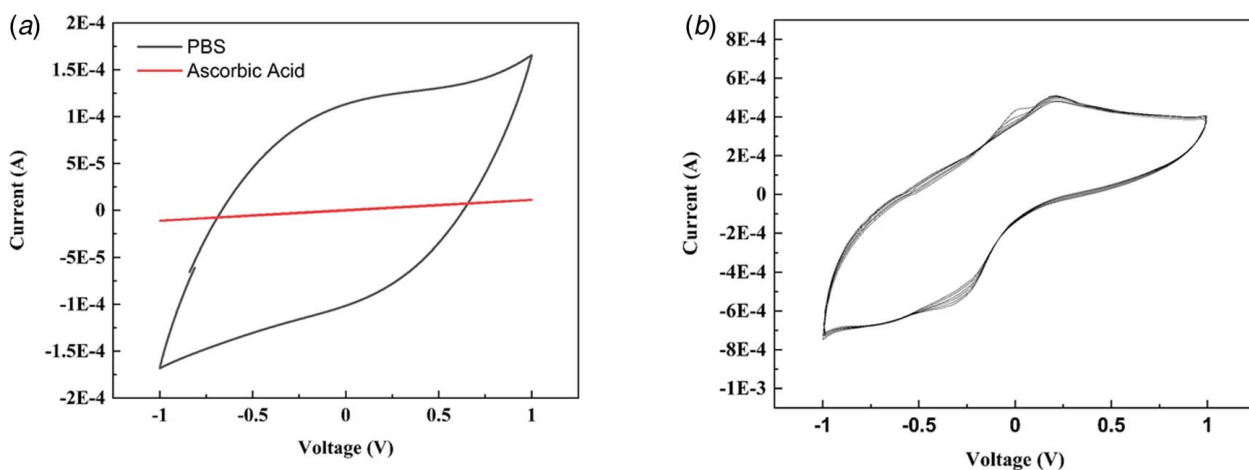 (a)
2E-4
1.5E-4
1E-4
5E-5
0
-5E-5
-1E-4
-1.5E-4
-2E-4
Current (A)
PBS
Ascorbic Acid
-1 -0.5 0 0.5 1
Voltage (V)
(b)
8E-4
6E-4
4E-4
2E-4
0
-2E-4
-4E-4
-6E-4
-8E-4
-1E-3
Current (A)
-1 -0.5 0 0.5 1
Voltage (V)